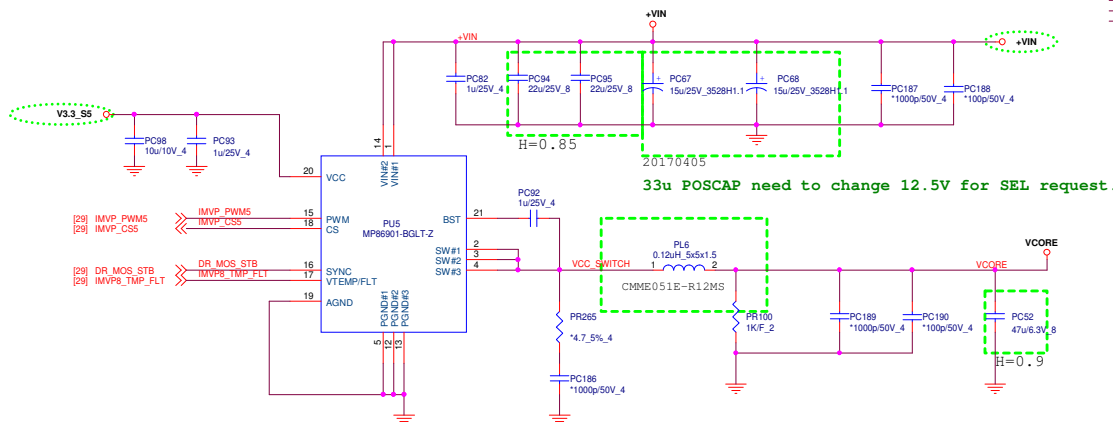 +VIN
+VIN
+VIN
PC82
1u/25V_4
PC94
22u/25V_8
PC95
22u/25V_8
PC67
15u/25V_3528H1.1
PC68
15u/25V_3528H1.1
PC187
*1000p/50V_4
PC188
*100p/50V_4
H=0.85
20170405
33u POSCAP need to change 12.5V for SEL request.
V3.3_S5
PC98
10u/10V_4
PC93
1u/25V_4
14
1
VIN#2
VIN#1
20
VCC
[29] IMVP_PWM5
IMVP_PWM5
15
PWM
[29] IMVP_CS5
IMVP_CS5
18
CS
PU5
MP86901-BGLT-Z
BST
21
PC92
1u/25V_4
SW#1
2
SW#2
3
SW#3
4
[29] DR_MOS_STB
DR_MOS_STB
16
SYNC
[29] IMVP8_TMP_FLT
IMVP8_TMP_FLT
17
VTEMP/FLT
19
AGND
PGND#1
PGND#2
PGND#3
5
12
13
VCC_SWITCH
PL6
0.12uH_5x5x1.5
1
2
CMME051E-R12MS
VCORE
VCORE
PR265
*4.7_5%_4
PC186
*1000p/50V_4
PR100
1K/F_2
PC189
*1000p/50V_4
PC190
*100p/50V_4
PC52
47u/6.3V_8
H=0.9